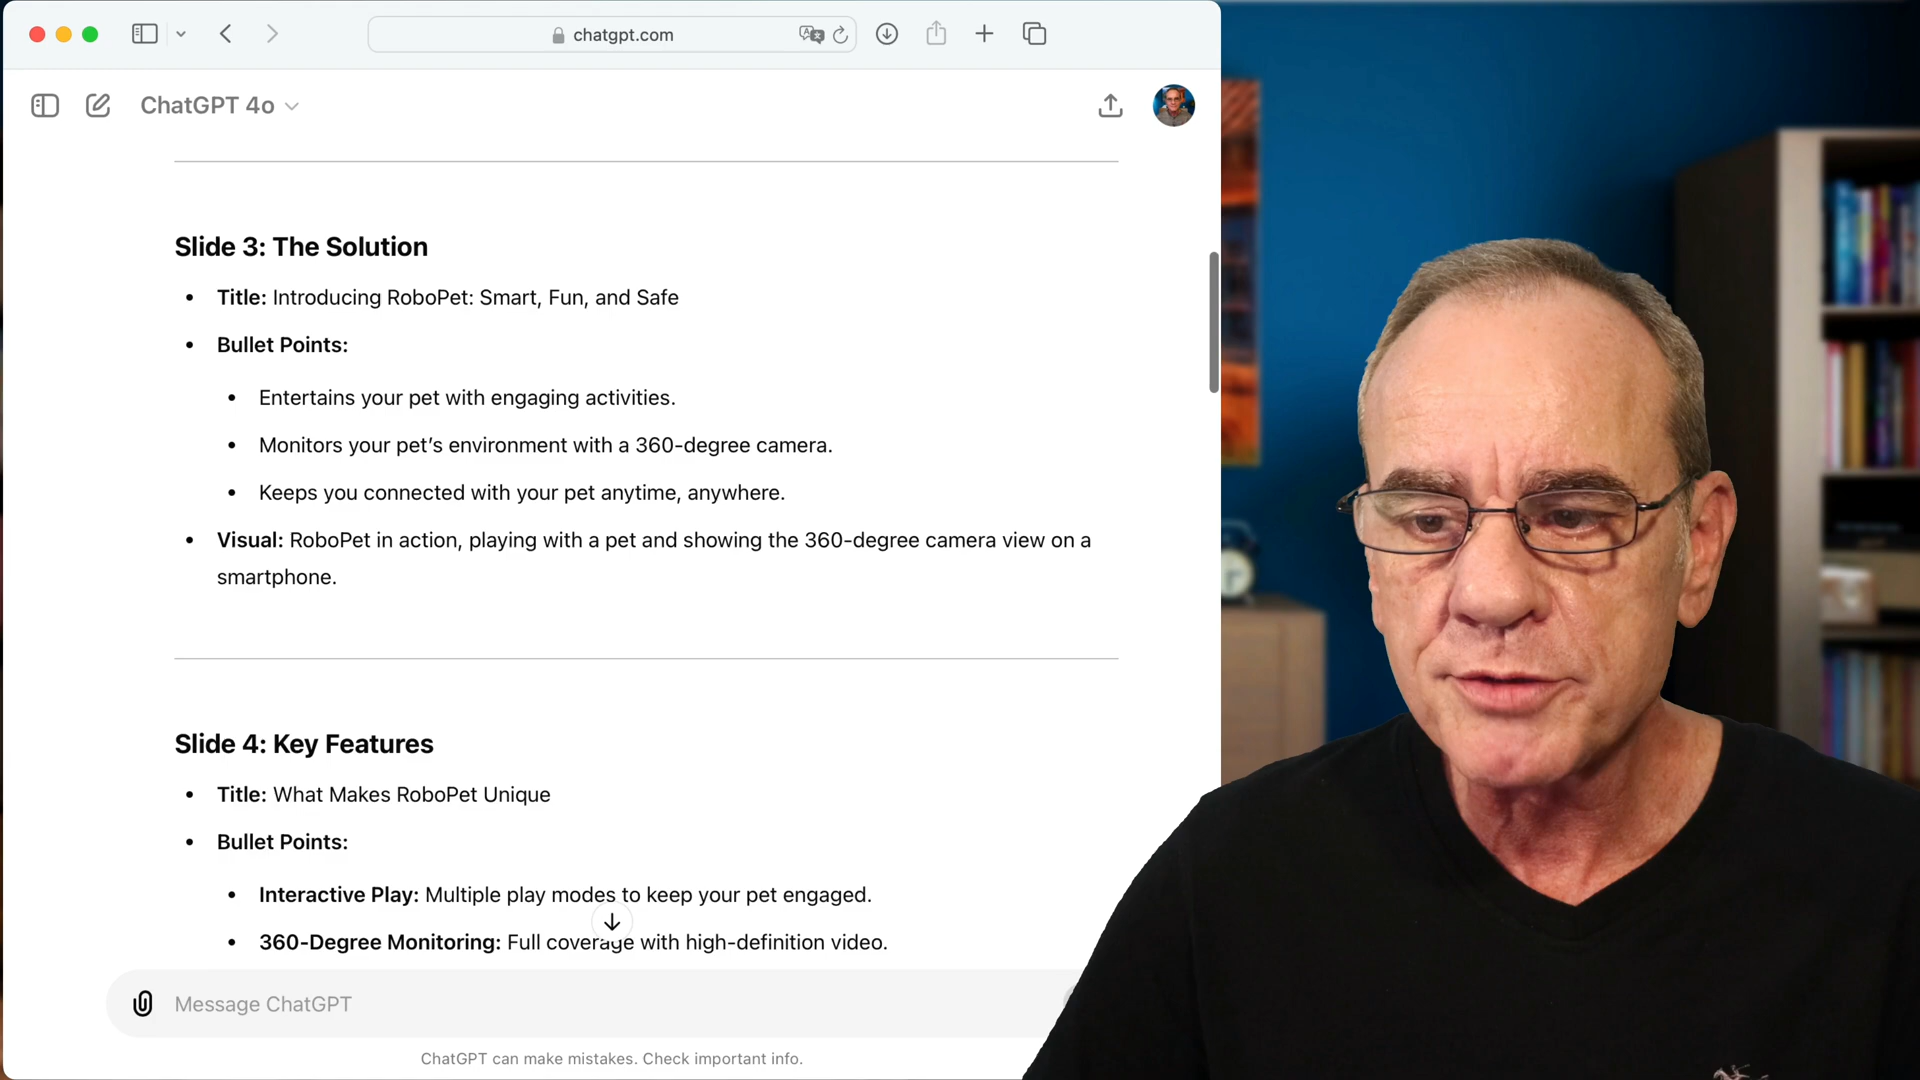 chatgpt.com
ChatGPT 4o
Slide 3: The Solution
Title: Introducing RoboPet: Smart, Fun, and Safe
Bullet Points:
Entertains your pet with engaging activities.
Monitors your pet’s environment with a 360-degree camera.
Keeps you connected with your pet anytime, anywhere.
Visual: RoboPet in action, playing with a pet and showing the 360-degree camera view on a
smartphone.
Slide 4: Key Features
Title: What Makes RoboPet Unique
Bullet Points:
Interactive Play: Multiple play modes to keep your pet engaged.
360-Degree Monitoring: Full coverage with high-definition video.
Message ChatGPT
ChatGPT can make mistakes. Check important info.